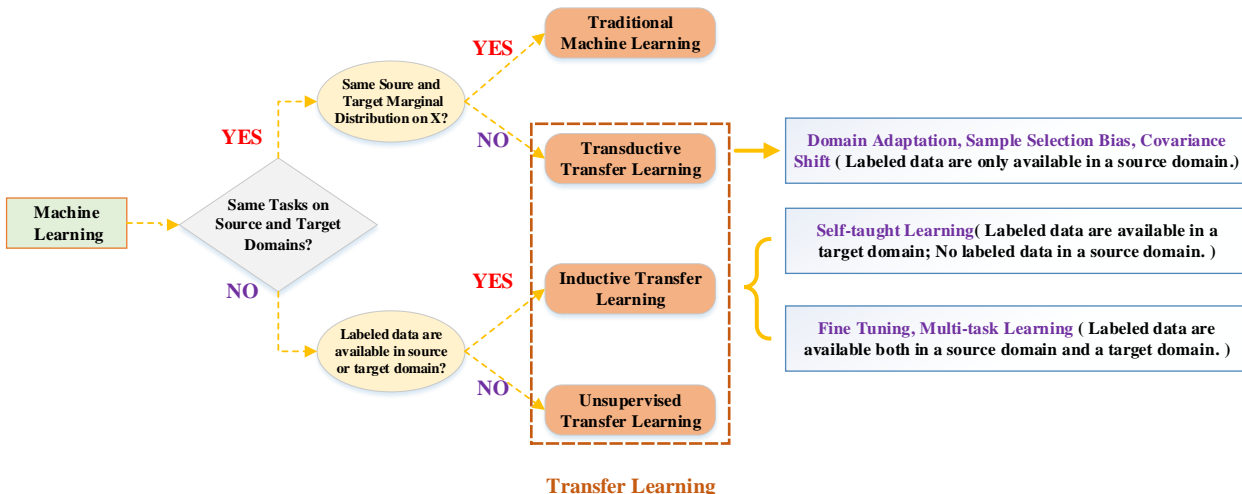 Traditional
Machine Learning
YES
Same Soure and
Target Marginal
Distribution on X?
NO
YES
Transductive
Transfer Learning
Domain Adaptation, Sample Selection Bias, Covariance
Shift ( Labeled data are only available in a source domain.)
Machine
Learning
Same Tasks on
Source and Target
Domains?
Self-taught Learning( Labeled data are available in a
target domain; No labeled data in a source domain. )
NO
YES
Inductive Transfer
Learning
Labeled data are
available in source
or target domain?
Fine Tuning, Multi-task Learning ( Labeled data are
available both in a source domain and a target domain. )
NO
Unsupervised
Transfer Learning
Transfer Learning